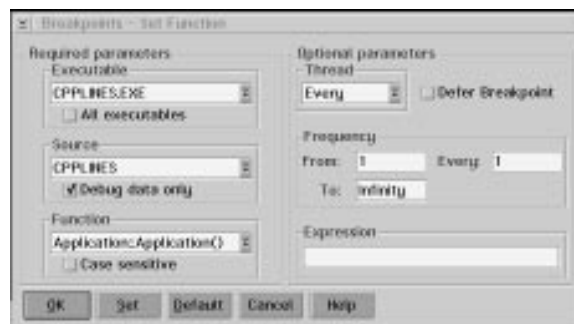 Breakpoints - Set Function
Required parameters
Executable
CPPLINES.EXE
All executables
Source
CPPLINES
Debug data only
Function
Application::Application()
Case sensitive
Optional parameters
Thread
Every
Defer Breakpoint
Frequency
From: 1 Every: 1
To: Infinity
Expression
OK Set Default Cancel Help